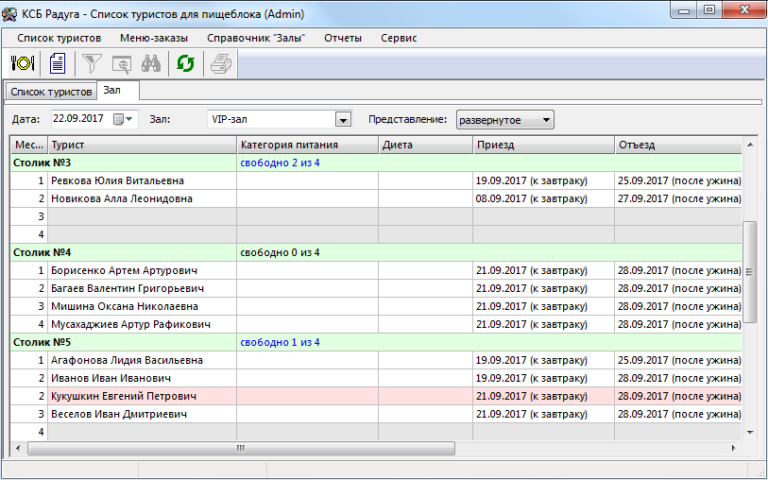 КСБ Радуга - Список туристов для пищеблока (Admin)
Список туристов Меню-заказы Справочник "Залы" Отчеты Сервис
Список туристов Зал
Дата: 22.09.2017 Зал: VIP-зал Представление: развернутое
Мес... Турист Категория питания Диета Приезд Отъезд
Столик №3 свободно 2 из 4
1 Ревкова Юлия Витальевна 19.09.2017 (к завтраку) 25.09.2017 (после ужина)
2 Новикова Алла Леонидовна 08.09.2017 (к завтраку) 27.09.2017 (после ужина)
3
4
Столик №4 свободно 0 из 4
1 Борисенко Артем Артурович 21.09.2017 (к завтраку) 28.09.2017 (после ужина)
2 Багаев Валентин Григорьевич 21.09.2017 (к завтраку) 28.09.2017 (после ужина)
3 Мишина Оксана Николаевна 21.09.2017 (к завтраку) 28.09.2017 (после ужина)
4 Мусахаджиев Артур Рафикович 21.09.2017 (к завтраку) 28.09.2017 (после ужина)
Столик №5 свободно 1 из 4
1 Агафонова Лидия Васильевна 19.09.2017 (к завтраку) 25.09.2017 (после ужина)
2 Иванов Иван Иванович 19.09.2017 (к завтраку) 28.09.2017 (после ужина)
2 Кукушкин Евгений Петрович 21.09.2017 (к завтраку) 28.09.2017 (после ужина)
3 Веселов Иван Дмитриевич 21.09.2017 (к завтраку) 28.09.2017 (после ужина)
4